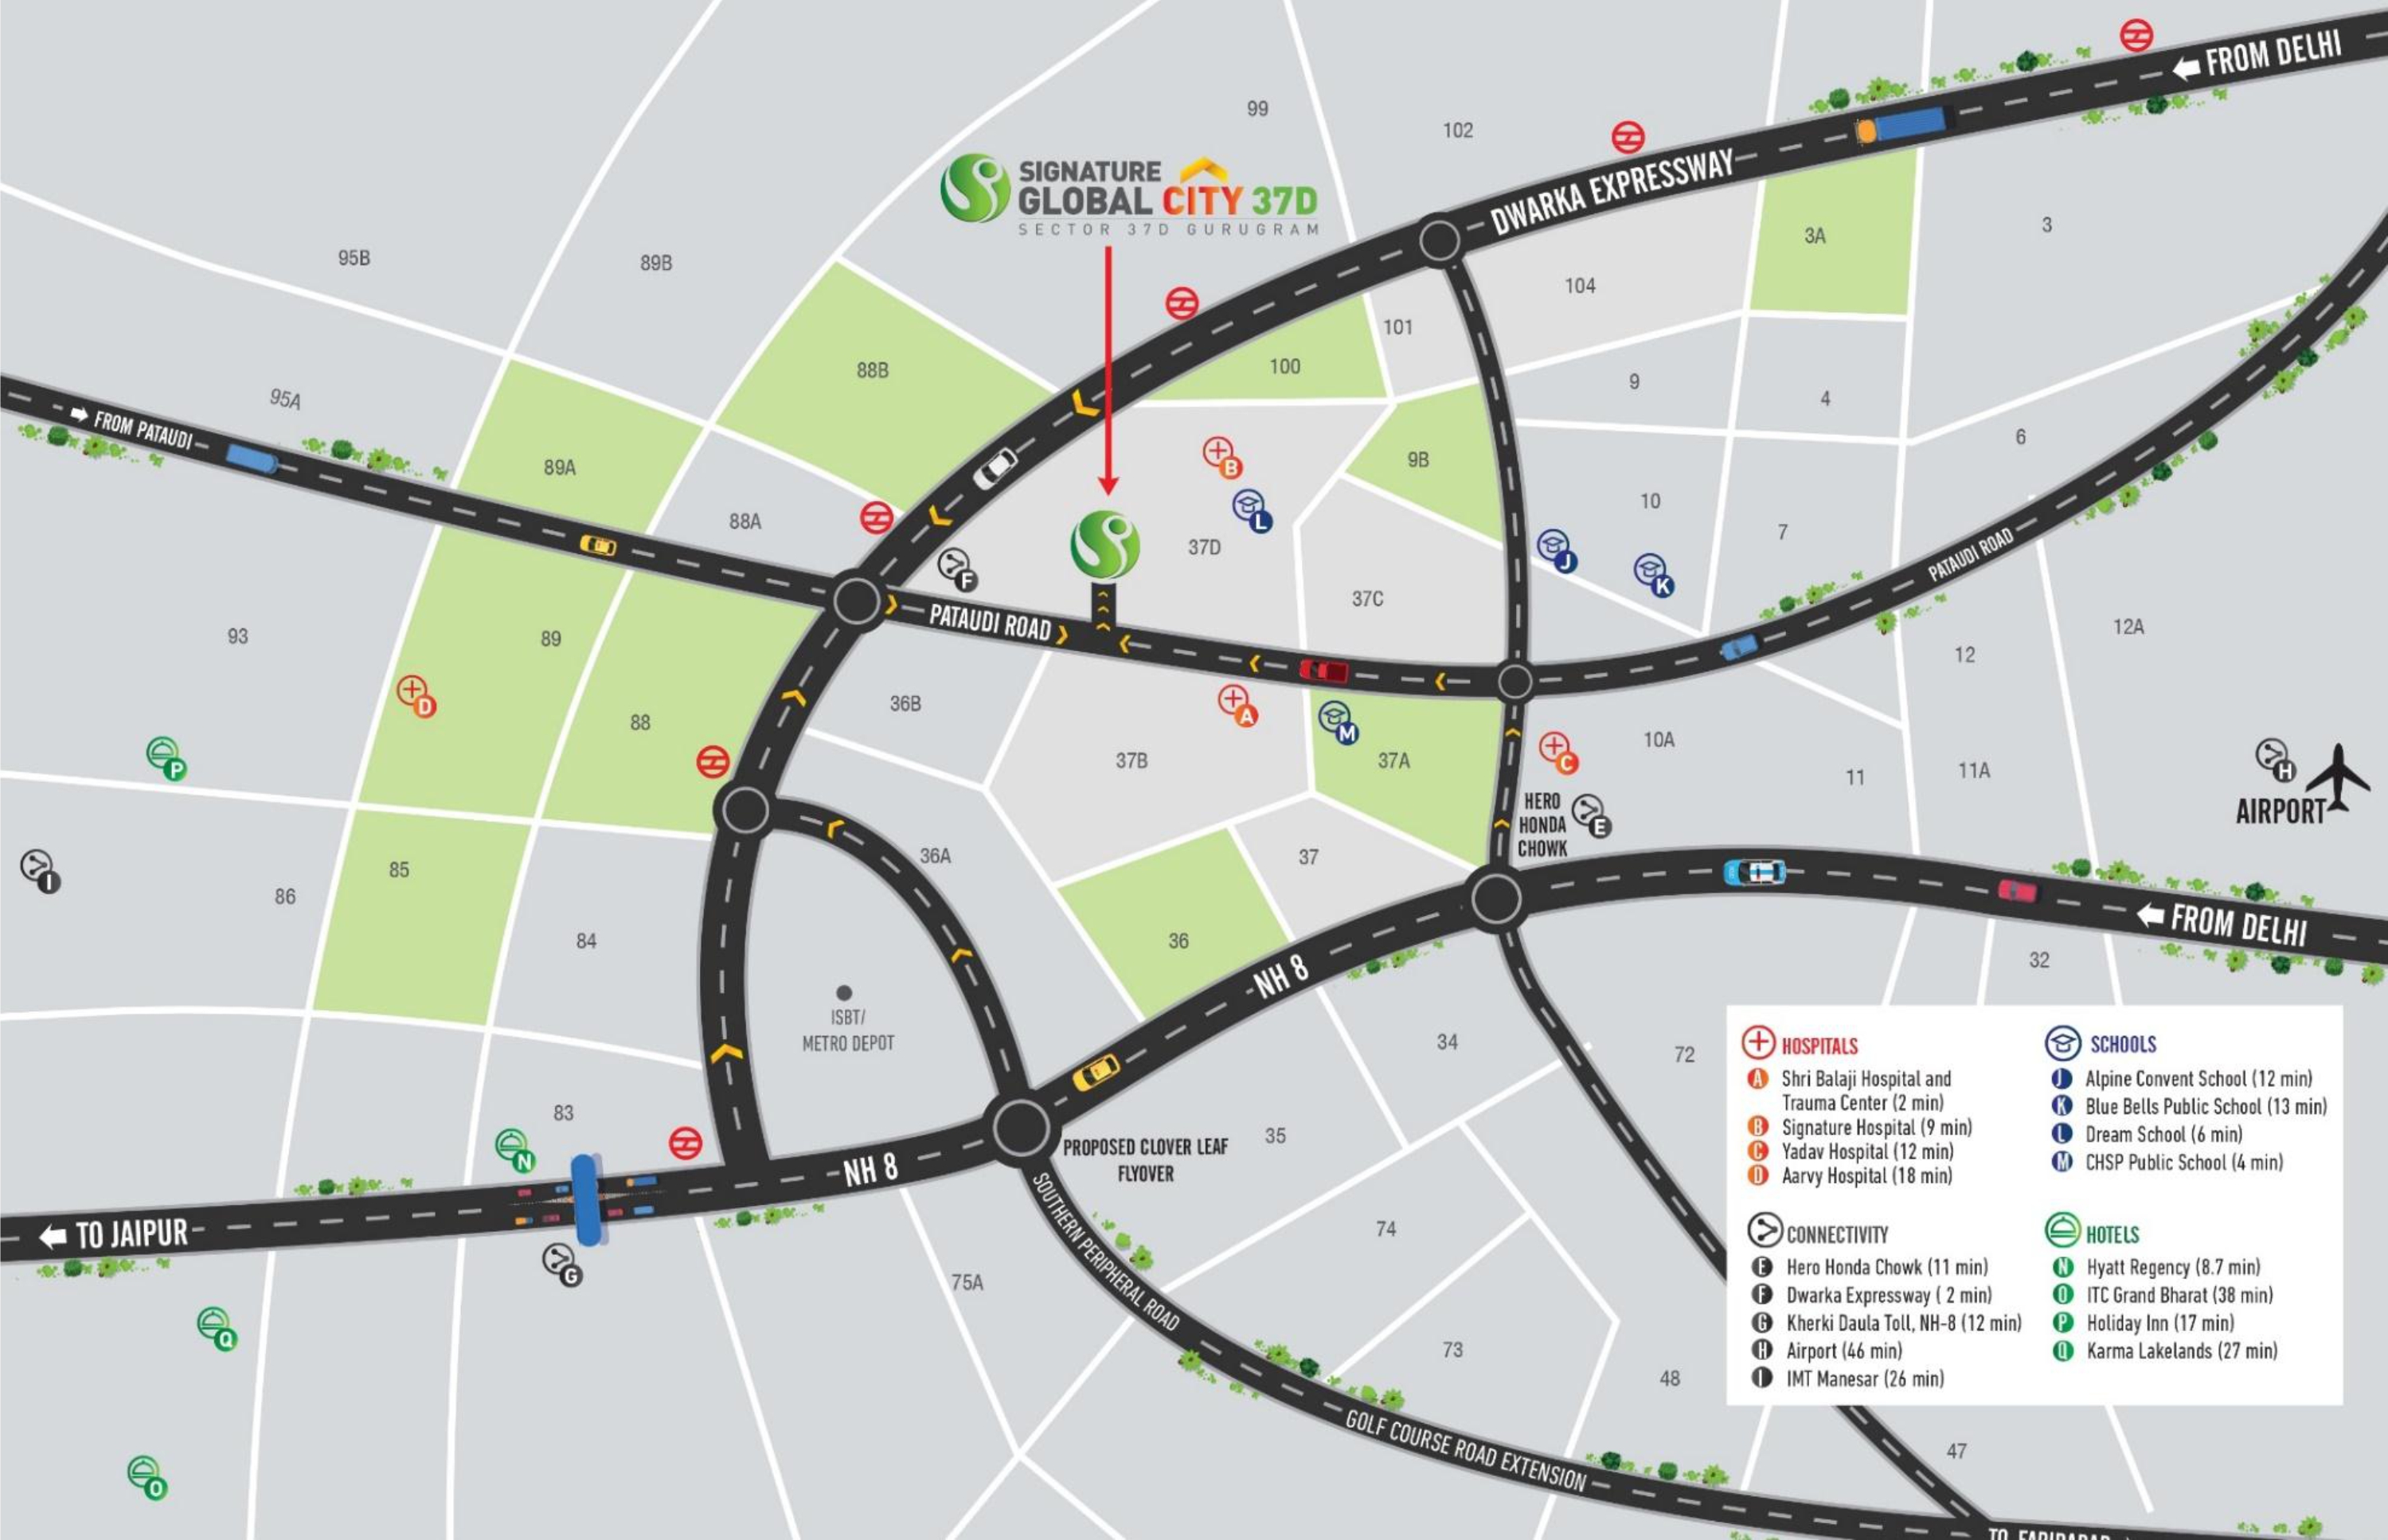 FROM DELHI
99
102
SIGNATURE
GLOBAL CITY 37D
SECTOR 37D GURUGRAM
DWARKA EXPRESSWAY
3A
3
95B
89B
104
101
88B
100
9
4
95A
FROM PATAUDI
89A
88A
9B
6
10
7
B
L
37D
F
J
K
37C
PATAUDI ROAD
PATAUDI ROAD
12A
12
93
89
D
88
36B
A
M
37B
37A
C
10A
11
11A
H
AIRPORT
P
HERO
HONDA
CHOWK
E
36A
37
I
86
85
84
36
NH 8
FROM DELHI
32
ISBT/
METRO DEPOT
34
72
83
N
35
PROPOSED CLOVER LEAF
FLYOVER
NH 8
TO JAIPUR
G
SOUTHERN PERIPHERAL ROAD
74
75A
Q
73
48
GOLF COURSE ROAD EXTENSION
47
O
TO FARIDABAD
HOSPITALS
A Shri Balaji Hospital and
Trauma Center (2 min)
B Signature Hospital (9 min)
C Yadav Hospital (12 min)
D Aarvy Hospital (18 min)
SCHOOLS
J Alpine Convent School (12 min)
K Blue Bells Public School (13 min)
L Dream School (6 min)
M CHSP Public School (4 min)
CONNECTIVITY
E Hero Honda Chowk (11 min)
F Dwarka Expressway ( 2 min)
G Kherki Daula Toll, NH-8 (12 min)
H Airport (46 min)
I IMT Manesar (26 min)
HOTELS
N Hyatt Regency (8.7 min)
O ITC Grand Bharat (38 min)
P Holiday Inn (17 min)
Q Karma Lakelands (27 min)